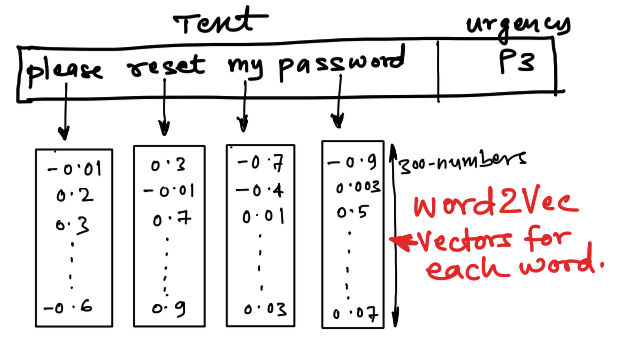 Text urgency
please reset my password P3
-0.01 0.3 -0.7 -0.9 300-numbers
0.2 -0.01 -0.4 0.003
0.3 0.7 0.01 0.5
-0.6 0.9 0.03 0.07
Word2Vec
Vectors for
each word.